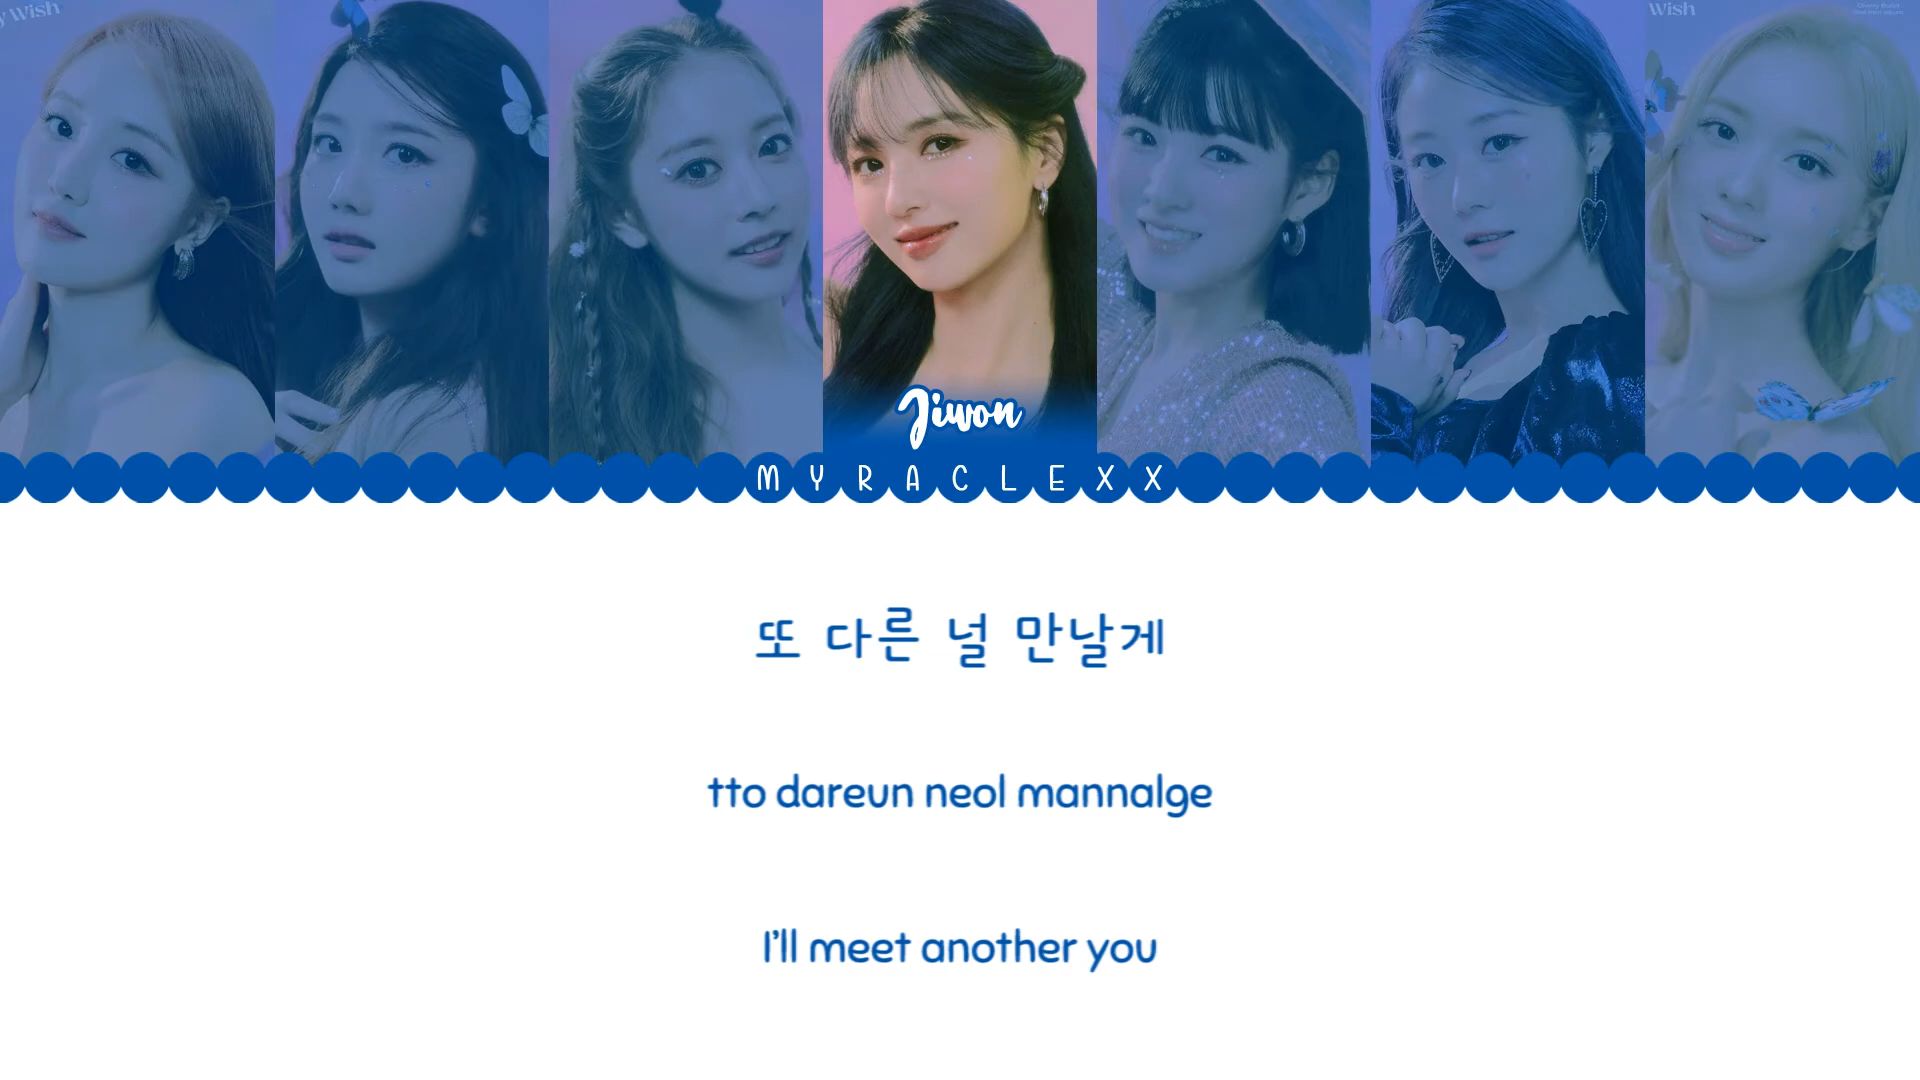 y Wish
Wish
Jiwon
MYRACLEXX
또 다른 널 만날게
tto dareun neol mannalge
I'll meet another you